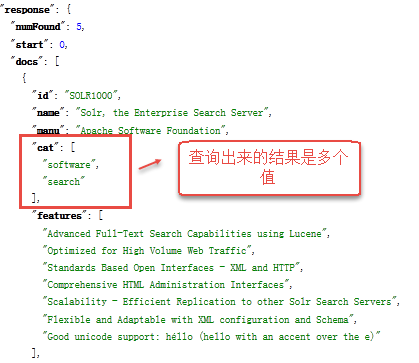 "response": {
"numFound": 5,
"start": 0,
"docs": [
{
"id": "SOLR1000",
"name": "Solr, the Enterprise Search Server",
"manu": "Apache Software Foundation",
"cat": [
"software",
"search"
],
查询出来的结果是多个
值
"features": [
"Advanced Full-Text Search Capabilities using Lucene",
"Optimized for High Volume Web Traffic",
"Standards Based Open Interfaces - XML and HTTP",
"Comprehensive HTML Administration Interfaces",
"Scalability - Efficient Replication to other Solr Search Servers",
"Flexible and Adaptable with XML configuration and Schema",
"Good unicode support: héllo (hello with an accent over the e)"
],